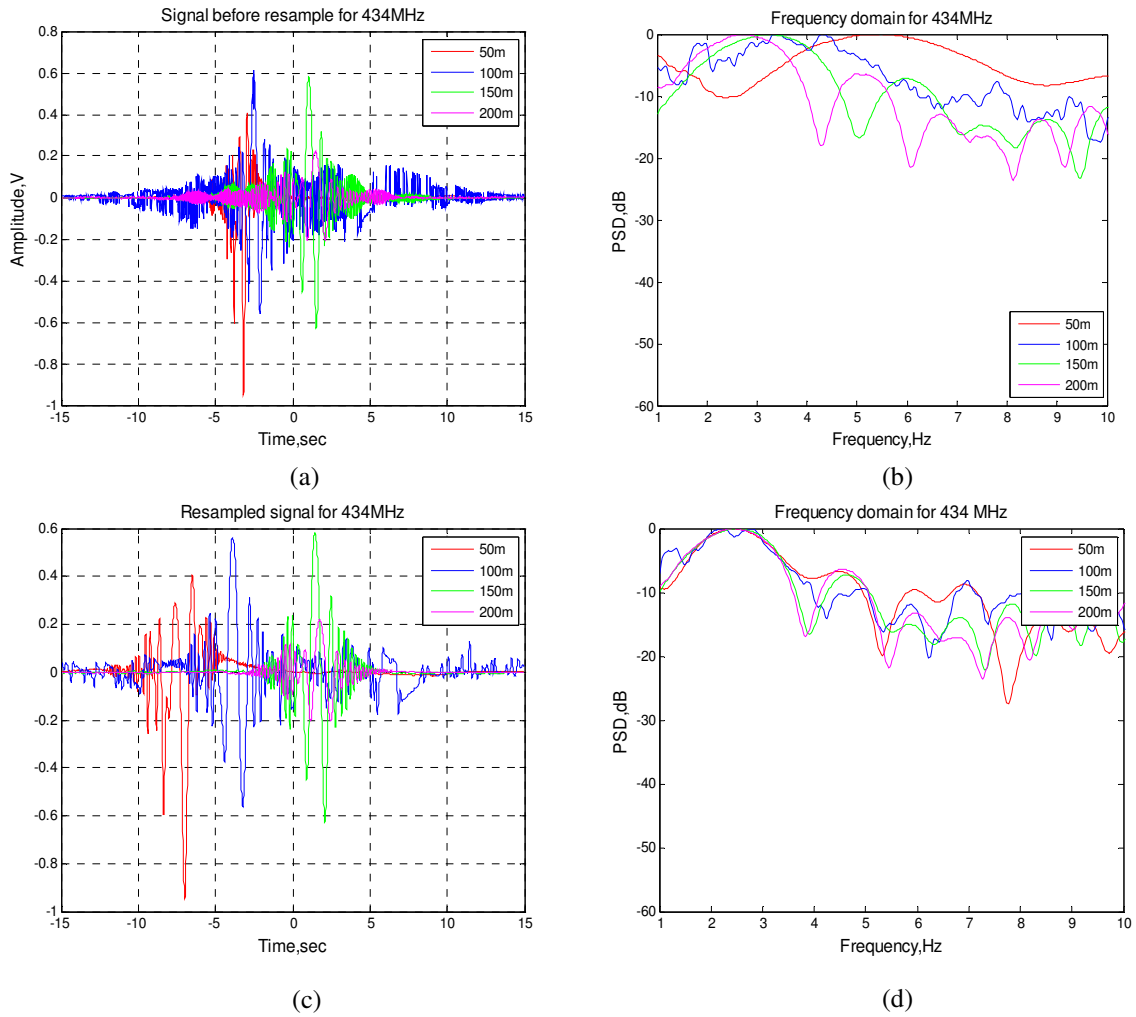 Signal before resample for 434MHz
50m
100m
150m
200m
0.8
0.6
0.4
0.2
0
-0.2
-0.4
-0.6
-0.8
-1
Amplitude,V
-15 -10 -5 0 5 10 15
Time,sec
(a)
Frequency domain for 434MHz
0
-10
-20
-30
-40
-50
-60
PSD,dB
50m
100m
150m
200m
1 2 3 4 5 6 7 8 9 10
Frequency,Hz
(b)
Resampled signal for 434MHz
50m
100m
150m
200m
0.6
0.4
0.2
0
-0.2
-0.4
-0.6
-0.8
-1
15 -10 -5 0 5 10 15
Time,sec
(c)
Frequency domain for 434 MHz
50m
100m
150m
200m
0
-10
-20
-30
-40
-50
-60
PSD,dB
1 2 3 4 5 6 7 8 9 10
Frequency,Hz
(d)